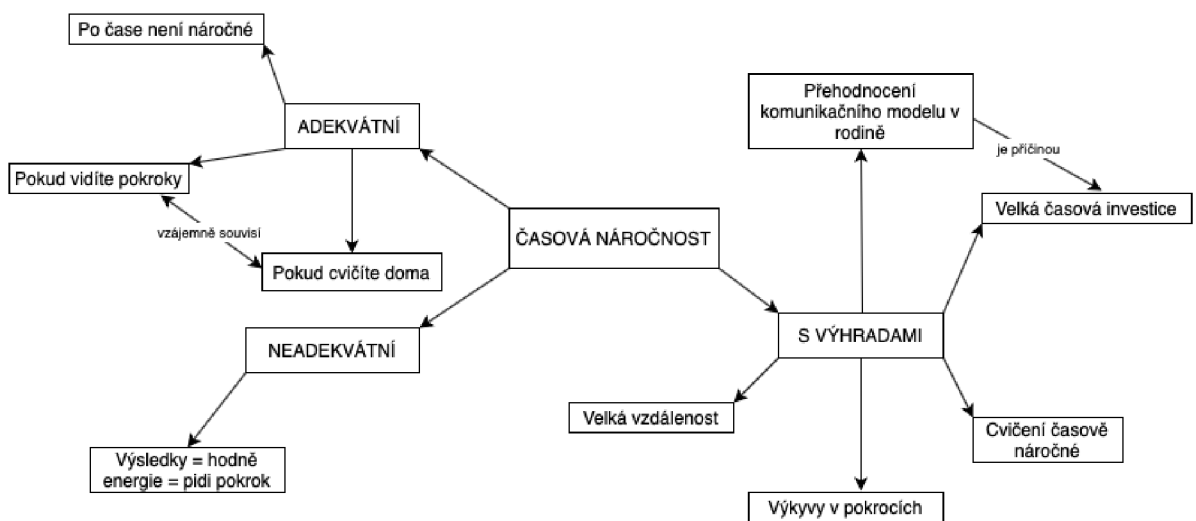 Po čase není náročné
ADEKVÁTNÍ
Pokud vidíte pokroky
vzájemně souvisí
Pokud cvičíte doma
ČASOVÁ NÁROČNOST
NEADEKVÁTNÍ
Výsledky = hodně
energie = pidi pokrok
Přehodnocení
komunikačního modelu v
rodině
je příčinou
Velká časová investice
S VÝHRADAMI
Velká vzdálenost
Cvičení časově
náročné
Výkyvy v pokrocích